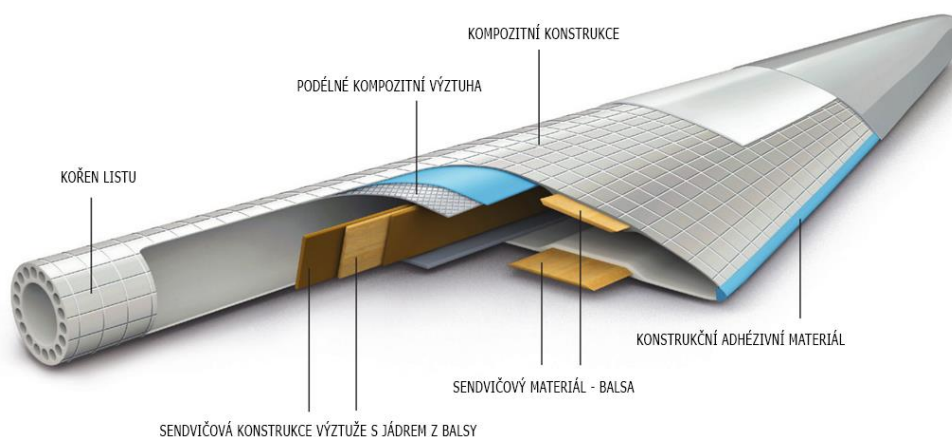 KOMPOZITNÍ KONSTRUKCE
PODÉLNÉ KOMPOZITNÍ VÝZTUHA
KOŘEN LISTU
KONSTRUKČNÍ ADHÉZIVNÍ MATERIÁL
SENDVIČOVÝ MATERIÁL - BALSA
SENDVIČOVÁ KONSTRUKCE VÝZTUŽE S JÁDREM Z BALSY